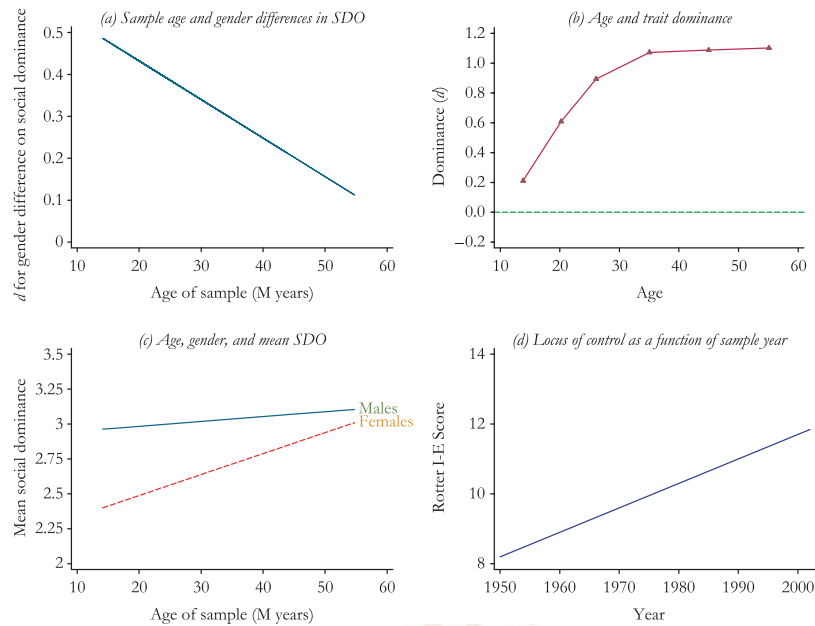 (a) Sample age and gender differences in SDO
d for gender difference on social dominance
0.5
0.4
0.3
0.2
0.1
0
10 20 30 40 50 60
Age of sample (M years)
(b) Age and trait dominance
Dominance (d)
1.2
1.0
0.8
0.6
0.4
0.2
0.0
–0.2
10 20 30 40 50 60
Age
(c) Age, gender, and mean SDO
Mean social dominance
3.5
3.25
3
2.75
2.5
2.25
2
Males
Females
10 20 30 40 50 60
Age of sample (M years)
(d) Locus of control as a function of sample year
Rotter I-E Score
14
12
10
8
1950 1960 1970 1980 1990 2000
Year